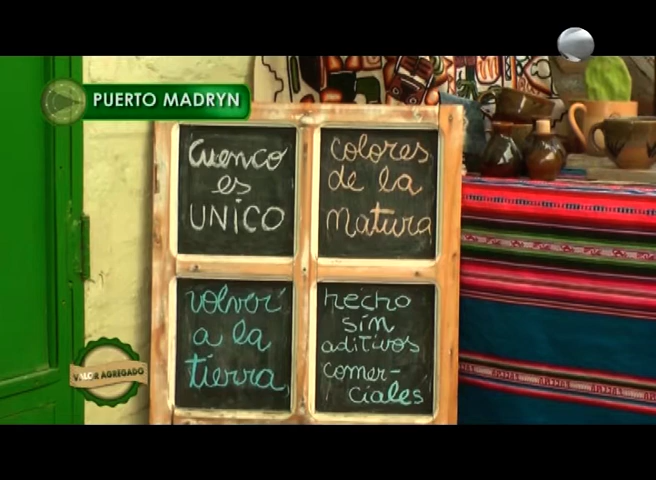 PUERTO MADRYN
cuenco
es
UNICO
colores
de la
natura
volver
a la
tierra
hecho
sin
aditivos
comer-
ciales
VALOR AGREGADO